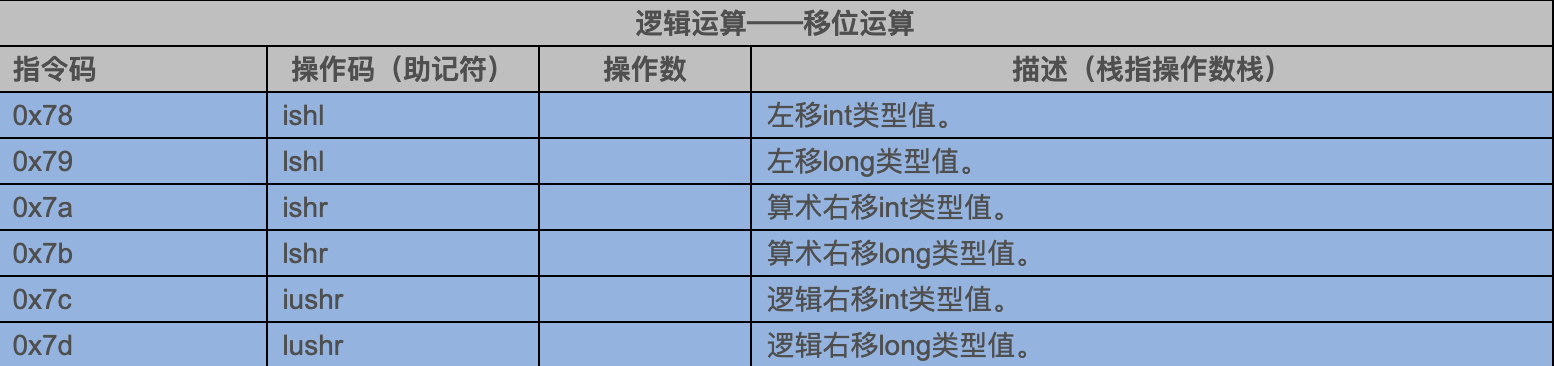 逻辑运算——移位运算
指令码 操作码（助记符） 操作数 描述（栈指操作数栈）
0x78 ishl 左移int类型值。
0x79 lshl 左移long类型值。
0x7a ishr 算术右移int类型值。
0x7b lshr 算术右移long类型值。
0x7c iushr 逻辑右移int类型值。
0x7d lushr 逻辑右移long类型值。